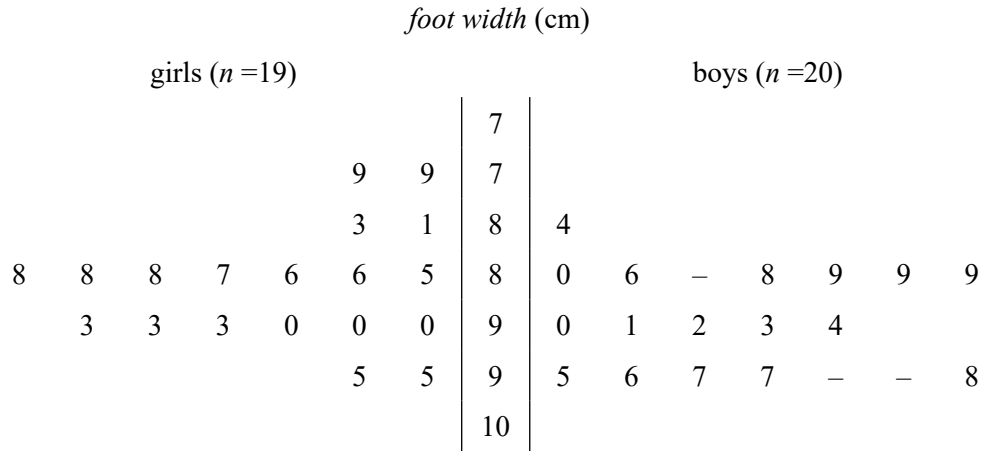 foot width (cm)
girls (n =19) boys (n =20)
7
9 9 7
3 1 8 4
8 8 8 7 6 6 5 8 0 6 – 8 9 9 9
3 3 3 0 0 0 9 0 1 2 3 4
5 5 9 5 6 7 7 – – 8
10